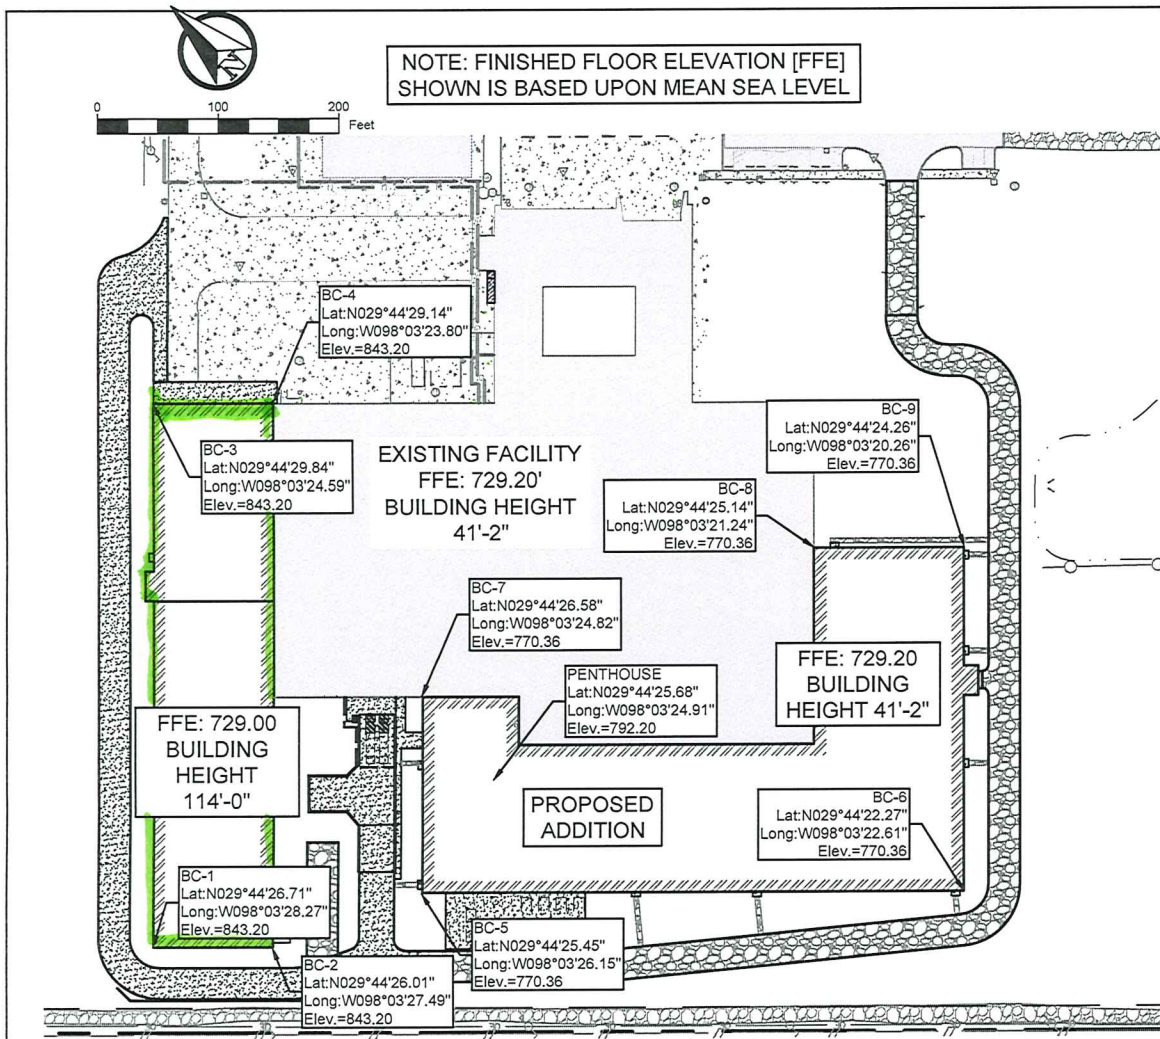 N
NOTE: FINISHED FLOOR ELEVATION [FFE]
SHOWN IS BASED UPON MEAN SEA LEVEL
0 100 200
Feet
BC-4
Lat:N029°44'29.14"
Long:W098°03'23.80"
Elev.=843.20
BC-3
Lat:N029°44'29.84"
Long:W098°03'24.59"
Elev.=843.20
EXISTING FACILITY
FFE: 729.20'
BUILDING HEIGHT
41'-2"
BC-9
Lat:N029°44'24.26"
Long:W098°03'20.26"
Elev.=770.36
BC-8
Lat:N029°44'25.14"
Long:W098°03'21.24"
Elev.=770.36
BC-7
Lat:N029°44'26.58"
Long:W098°03'24.82"
Elev.=770.36
PENTHOUSE
Lat:N029°44'25.68"
Long:W098°03'24.91"
Elev.=792.20
FFE: 729.20
BUILDING
HEIGHT 41'-2"
FFE: 729.00
BUILDING
HEIGHT
114'-0"
PROPOSED
ADDITION
BC-6
Lat:N029°44'22.27"
Long:W098°03'22.61"
Elev.=770.36
BC-1
Lat:N029°44'26.71"
Long:W098°03'28.27"
Elev.=843.20
BC-5
Lat:N029°44'25.45"
Long:W098°03'26.15"
Elev.=770.36
BC-2
Lat:N029°44'26.01"
Long:W098°03'27.49"
Elev.=843.20